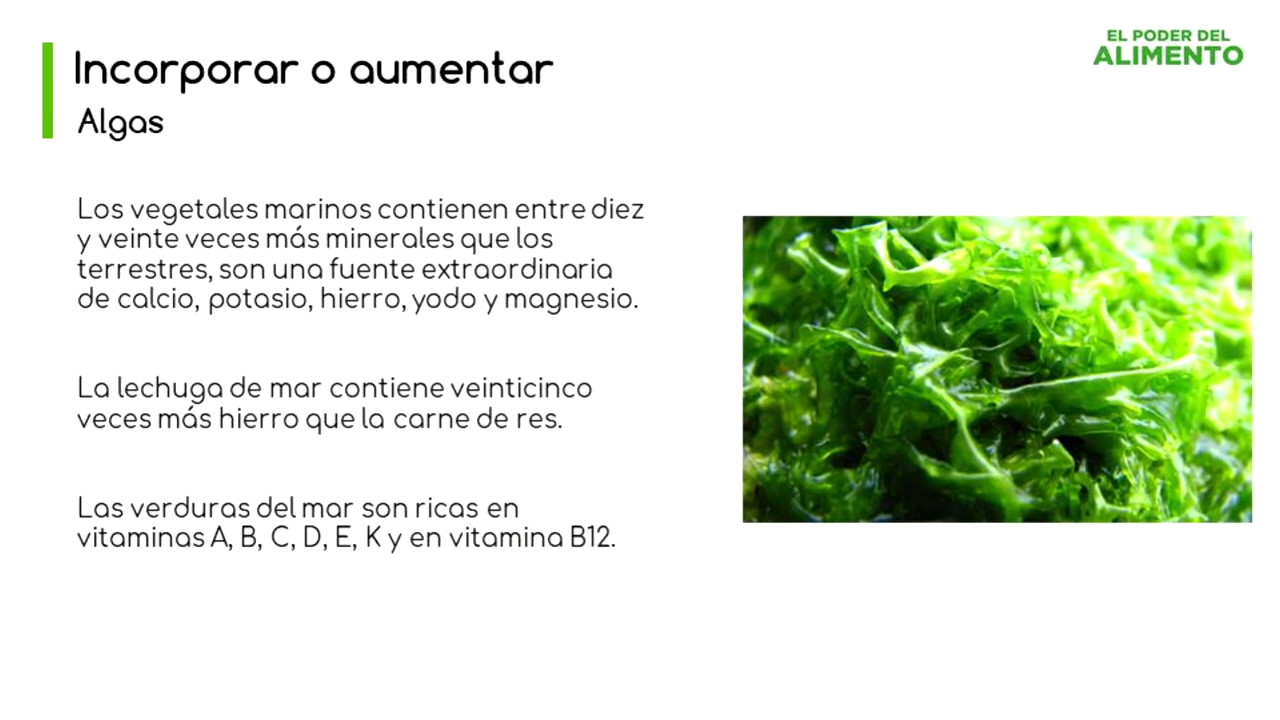 Incorporar o aumentar
Algas
EL PODER DEL
ALIMENTO
Los vegetales marinos contienen entre diez
y veinte veces más minerales que los
terrestres, son una fuente extraordinaria
de calcio, potasio, hierro, yodo y magnesio.
La lechuga de mar contiene veinticinco
veces más hierro que la carne de res.
Las verduras del mar son ricas en
vitaminas A, B, C, D, E, K y en vitamina B12.